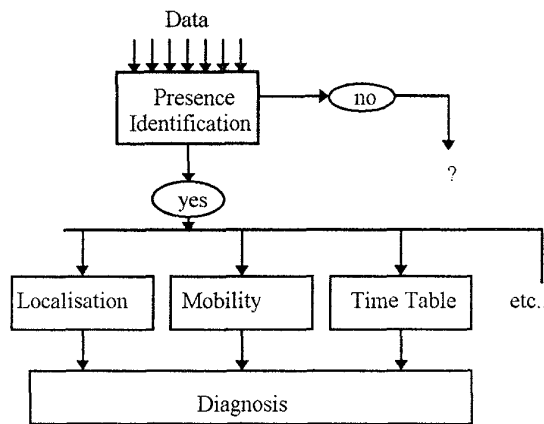 Data
Presence
Identification
no
?
yes
Localisation
Mobility
Time Table
etc..
Diagnosis